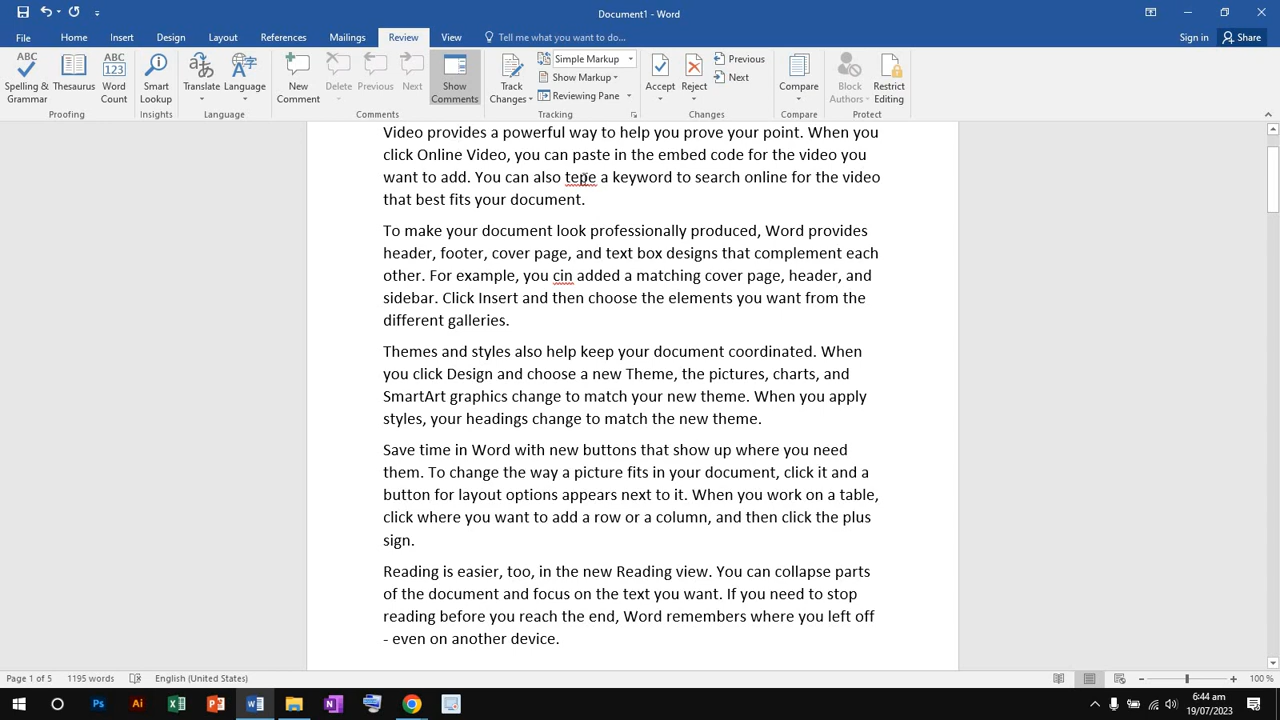 Document1 - Word
File Home Insert Design Layout References Mailings Review View Tell me what you want to do... Sign in Share
ABC
Spelling & Grammar
Thesaurus
ABC 123
Word Count
Proofing
Smart Lookup
Insights
Translate
Language
Language
New Comment
Delete
Previous
Next
Show Comments
Comments
Track Changes
Simple Markup
Show Markup
Reviewing Pane
Tracking
Accept
Reject
Previous
Next
Changes
Compare
Compare
Block Authors
Restrict Editing
Protect
Video provides a powerful way to help you prove your point. When you
click Online Video, you can paste in the embed code for the video you
want to add. You can also tepe a keyword to search online for the video
that best fits your document.
To make your document look professionally produced, Word provides
header, footer, cover page, and text box designs that complement each
other. For example, you cin added a matching cover page, header, and
sidebar. Click Insert and then choose the elements you want from the
different galleries.
Themes and styles also help keep your document coordinated. When
you click Design and choose a new Theme, the pictures, charts, and
SmartArt graphics change to match your new theme. When you apply
styles, your headings change to match the new theme.
Save time in Word with new buttons that show up where you need
them. To change the way a picture fits in your document, click it and a
button for layout options appears next to it. When you work on a table,
click where you want to add a row or a column, and then click the plus
sign.
Reading is easier, too, in the new Reading view. You can collapse parts
of the document and focus on the text you want. If you need to stop
reading before you reach the end, Word remembers where you left off
- even on another device.
Page 1 of 5 1195 words English (United States) 100 %
Ps Ai 6:44 am
19/07/2023